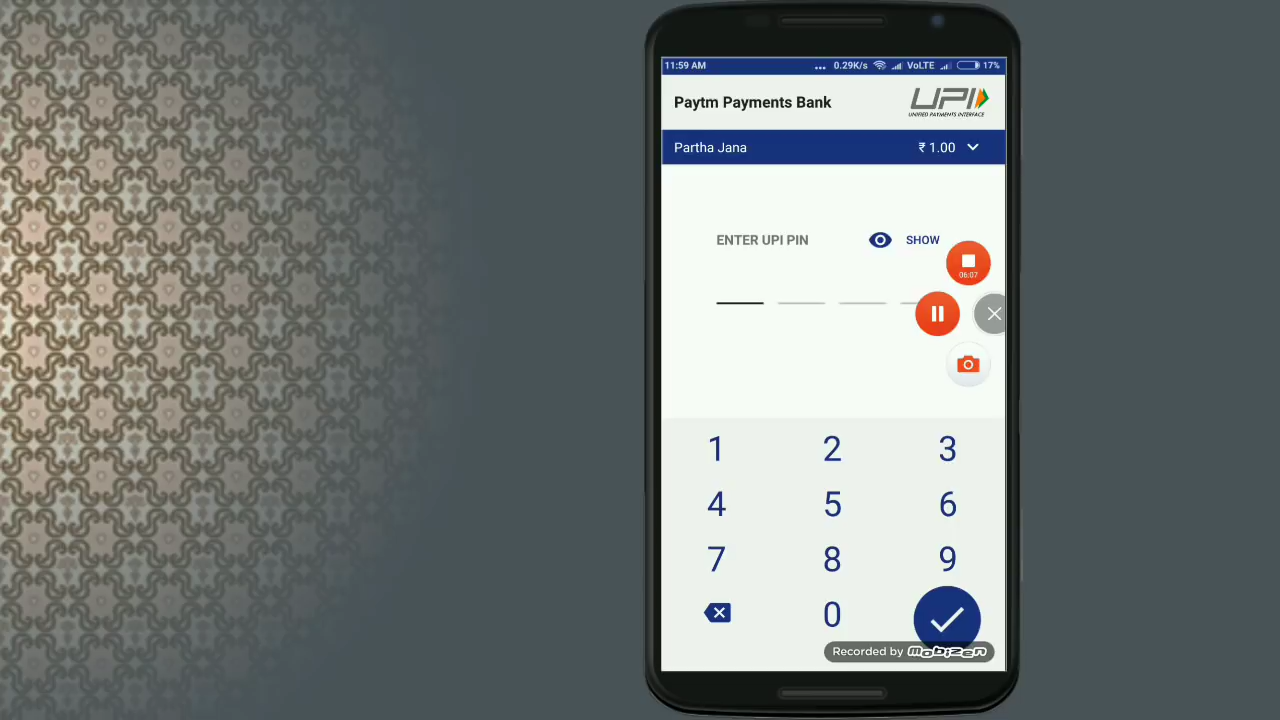 11:59 AM ... 0.29K/s VoLTE 17%
Paytm Payments Bank
UPI
UNIFIED PAYMENTS INTERFACE
Partha Jana ₹ 1.00
ENTER UPI PIN SHOW
06:07
1 2 3
4 5 6
7 8 9
0
Recorded by mobizen